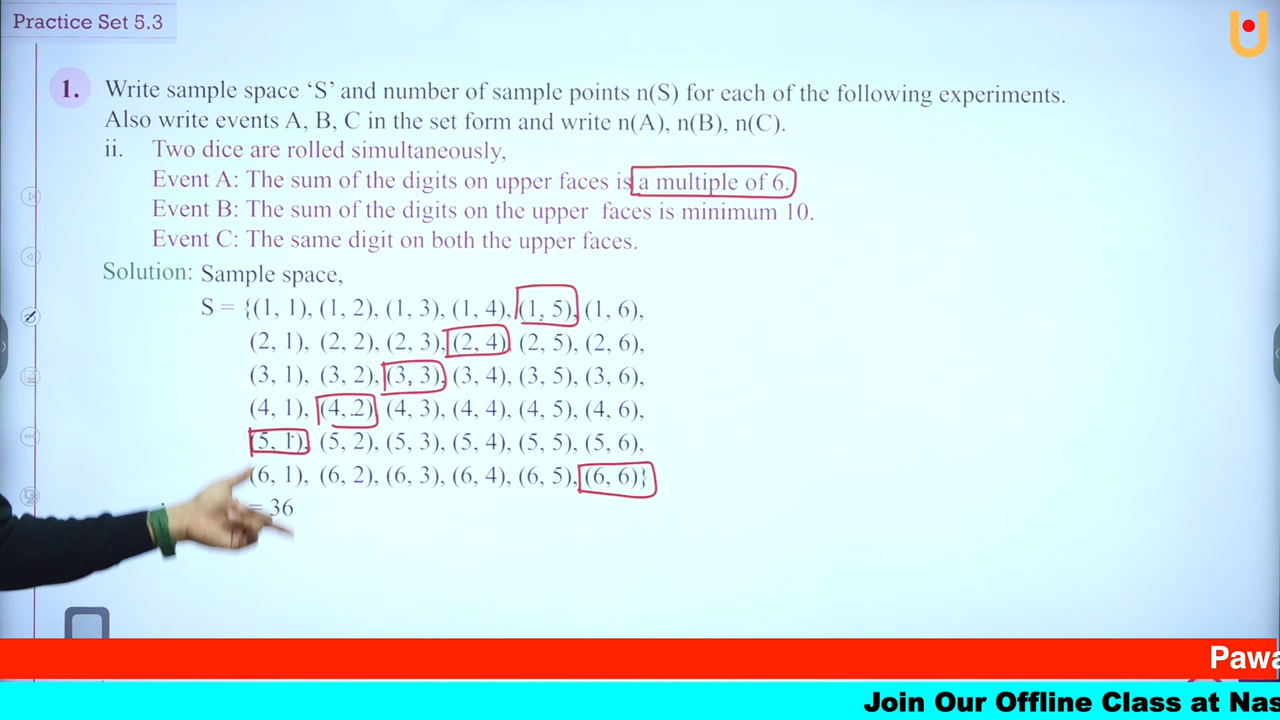 Practice Set 5.3
1. Write sample space ‘S’ and number of sample points n(S) for each of the following experiments.
Also write events A, B, C in the set form and write n(A), n(B), n(C).
ii. Two dice are rolled simultaneously,
Event A: The sum of the digits on upper faces is a multiple of 6.
Event B: The sum of the digits on the upper faces is minimum 10.
Event C: The same digit on both the upper faces.
Solution: Sample space,
S = {(1, 1), (1, 2), (1, 3), (1, 4), (1, 5), (1, 6),
(2, 1), (2, 2), (2, 3), (2, 4), (2, 5), (2, 6),
(3, 1), (3, 2), (3, 3), (3, 4), (3, 5), (3, 6),
(4, 1), (4, 2), (4, 3), (4, 4), (4, 5), (4, 6),
(5, 1), (5, 2), (5, 3), (5, 4), (5, 5), (5, 6),
(6, 1), (6, 2), (6, 3), (6, 4), (6, 5), (6, 6)}
= 36
Pawa
Join Our Offline Class at Nas